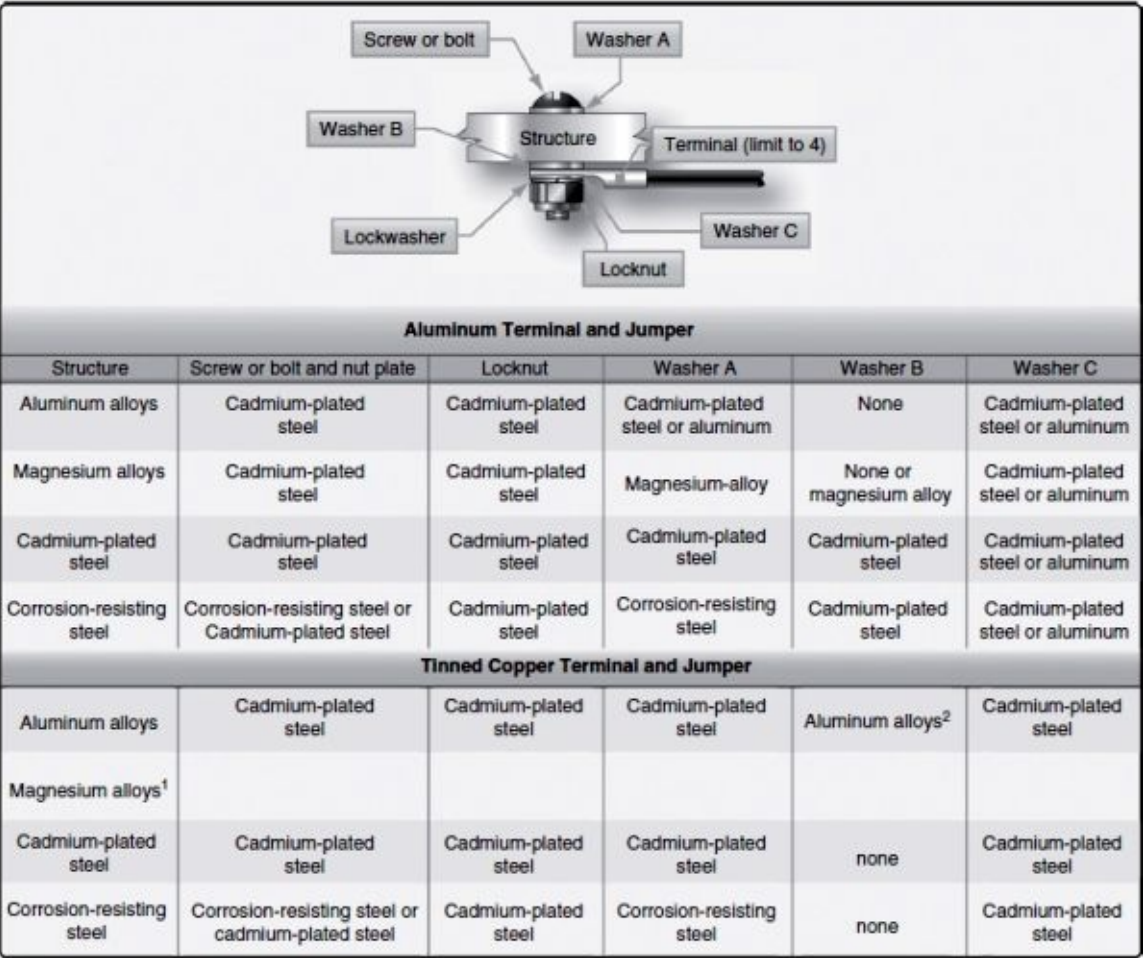 Screw or bolt
Washer A
Washer B
Structure
Terminal (limit to 4)
Lockwasher
Washer C
Locknut
Aluminum Terminal and Jumper
Structure Screw or bolt and nut plate Locknut Washer A Washer B Washer C
Aluminum alloys Cadmium-plated steel Cadmium-plated steel Cadmium-plated steel or aluminum None Cadmium-plated steel or aluminum
Magnesium alloys Cadmium-plated steel Cadmium-plated steel Magnesium-alloy None or magnesium alloy Cadmium-plated steel or aluminum
Cadmium-plated steel Cadmium-plated steel Cadmium-plated steel Cadmium-plated steel Cadmium-plated steel Cadmium-plated steel or aluminum
Corrosion-resisting steel Corrosion-resisting steel or Cadmium-plated steel Cadmium-plated steel Corrosion-resisting steel Cadmium-plated steel Cadmium-plated steel or aluminum
Tinned Copper Terminal and Jumper
Aluminum alloys Cadmium-plated steel Cadmium-plated steel Cadmium-plated steel Aluminum alloys² Cadmium-plated steel
Magnesium alloys¹
Cadmium-plated steel Cadmium-plated steel Cadmium-plated steel Cadmium-plated steel none Cadmium-plated steel
Corrosion-resisting steel Corrosion-resisting steel or cadmium-plated steel Cadmium-plated steel Corrosion-resisting steel none Cadmium-plated steel